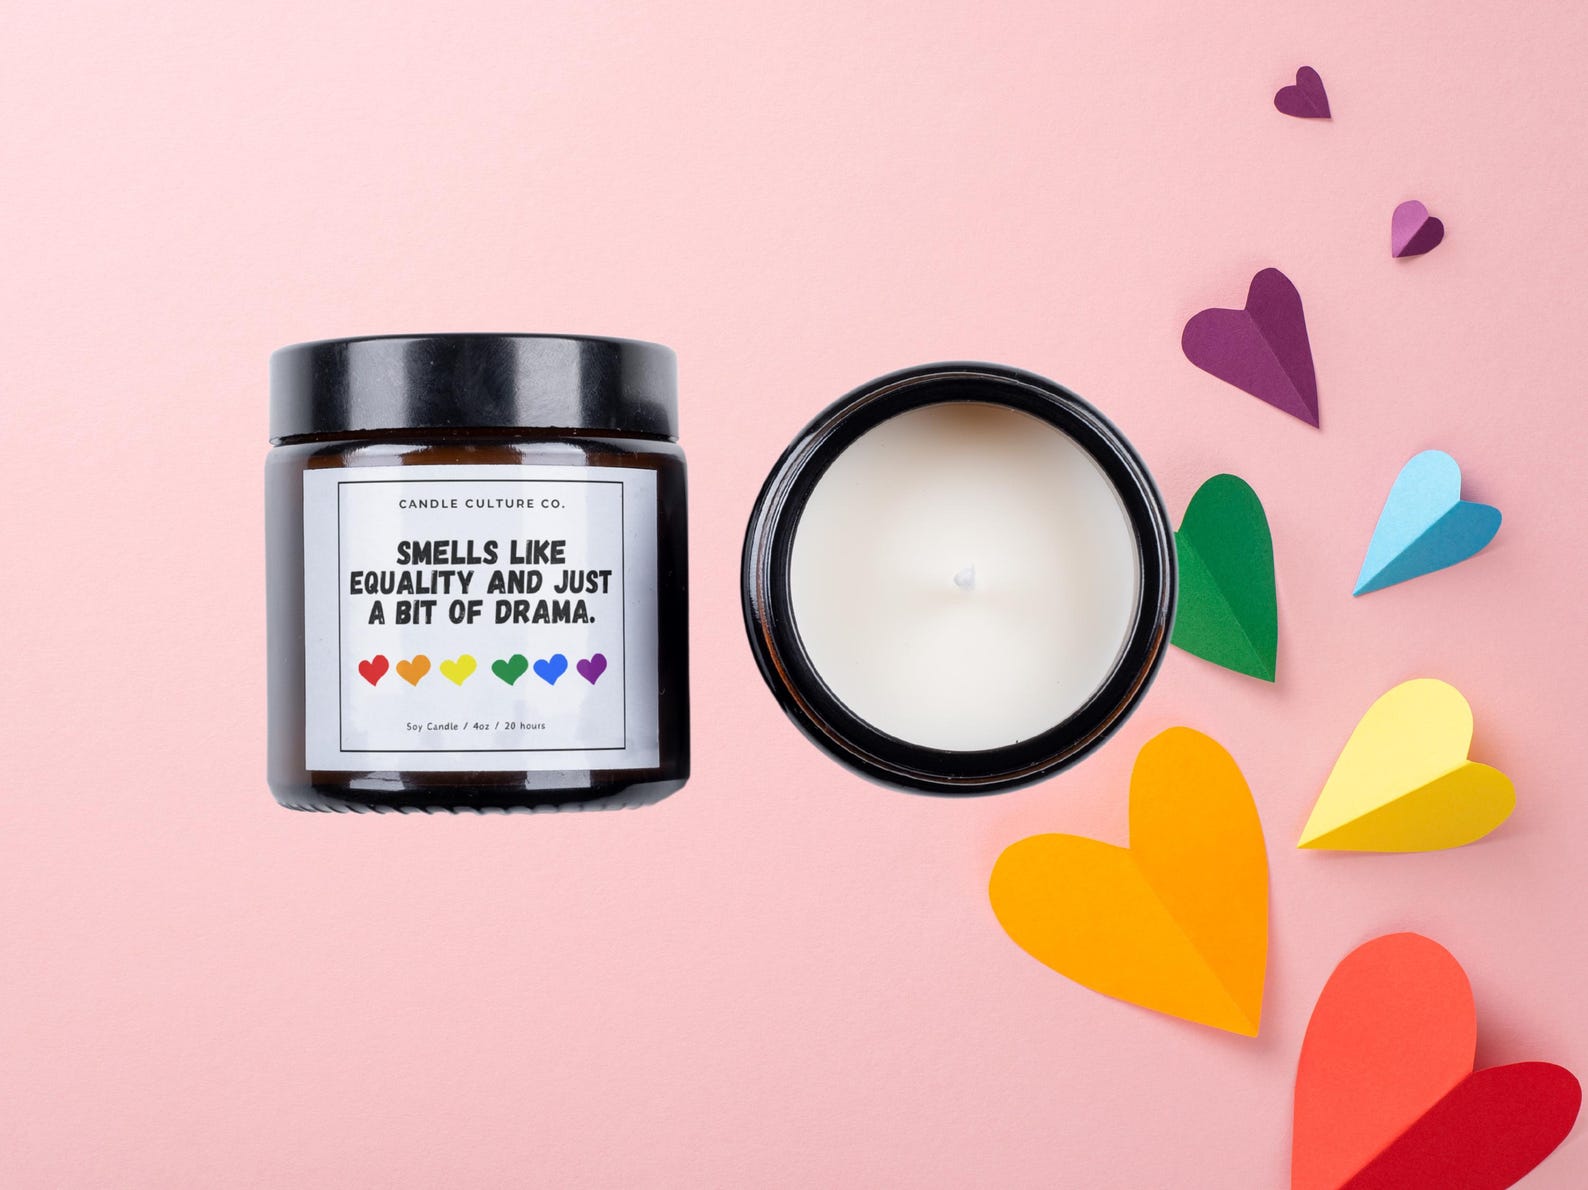 CANDLE CULTURE CO.
SMELLS LIKE
EQUALITY AND JUST
A BIT OF DRAMA.
Soy Candle / 4oz / 20 hours